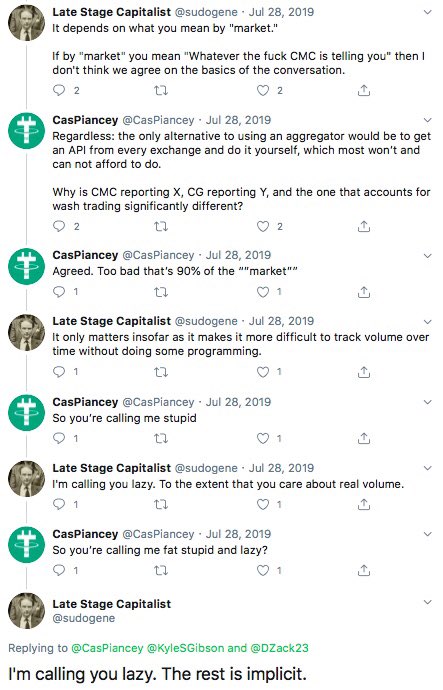 Late Stage Capitalist @sudogene · Jul 28, 2019
It depends on what you mean by "market."
If by "market" you mean "Whatever the fuck CMC is telling you" then I
don't think we agree on the basics of the conversation.
2 2
CasPiancey @CasPiancey · Jul 28, 2019
Regardless: the only alternative to using an aggregator would be to get
an API from every exchange and do it yourself, which most won't and
can not afford to do.
Why is CMC reporting X, CG reporting Y, and the one that accounts for
wash trading significantly different?
2 2
CasPiancey @CasPiancey · Jul 28, 2019
Agreed. Too bad that's 90% of the ""market""
1 1
Late Stage Capitalist @sudogene · Jul 28, 2019
It only matters insofar as it makes it more difficult to track volume over
time without doing some programming.
1 1
CasPiancey @CasPiancey · Jul 28, 2019
So you're calling me stupid
1 1
Late Stage Capitalist @sudogene · Jul 28, 2019
I'm calling you lazy. To the extent that you care about real volume.
1 1
CasPiancey @CasPiancey · Jul 28, 2019
So you're calling me fat stupid and lazy?
1 1
Late Stage Capitalist
@sudogene
Replying to @CasPiancey @KyleSGibson and @DZack23
I'm calling you lazy. The rest is implicit.